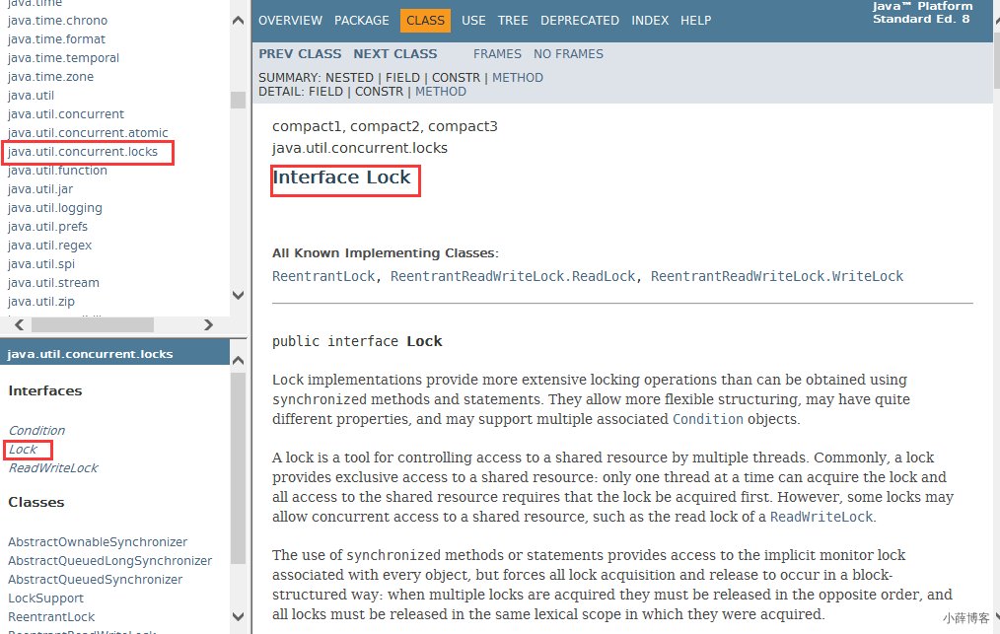 java.time
java.time.chrono
java.time.format
java.time.temporal
java.time.zone
java.util
java.util.concurrent
java.util.concurrent.atomic
java.util.concurrent.locks
java.util.function
java.util.jar
java.util.logging
java.util.prefs
java.util.regex
java.util.spi
java.util.stream
java.util.zip
java.util.concurrent.locks
Interfaces
Condition
Lock
ReadWriteLock
Classes
AbstractOwnableSynchronizer
AbstractQueuedLongSynchronizer
AbstractQueuedSynchronizer
LockSupport
ReentrantLock
ReentrantReadWriteLock
OVERVIEW PACKAGE CLASS USE TREE DEPRECATED INDEX HELP
Java™ Platform
Standard Ed. 8
PREV CLASS NEXT CLASS FRAMES NO FRAMES
SUMMARY: NESTED | FIELD | CONSTR | METHOD
DETAIL: FIELD | CONSTR | METHOD
compact1, compact2, compact3
java.util.concurrent.locks
Interface Lock
All Known Implementing Classes:
ReentrantLock, ReentrantReadWriteLock.ReadLock, ReentrantReadWriteLock.WriteLock
public interface Lock
Lock implementations provide more extensive locking operations than can be obtained using
synchronized methods and statements. They allow more flexible structuring, may have quite
different properties, and may support multiple associated Condition objects.
A lock is a tool for controlling access to a shared resource by multiple threads. Commonly, a lock
provides exclusive access to a shared resource: only one thread at a time can acquire the lock and
all access to the shared resource requires that the lock be acquired first. However, some locks may
allow concurrent access to a shared resource, such as the read lock of a ReadWriteLock.
The use of synchronized methods or statements provides access to the implicit monitor lock
associated with every object, but forces all lock acquisition and release to occur in a block-
structured way: when multiple locks are acquired they must be released in the opposite order, and
all locks must be released in the same lexical scope in which they were acquired.
小薛博客